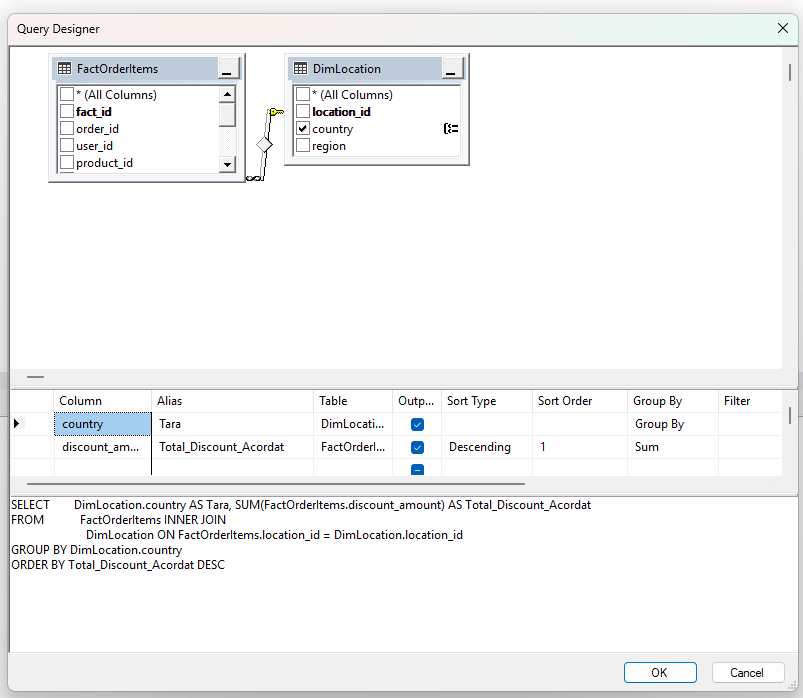 Query Designer
FactOrderItems
* (All Columns)
fact_id
order_id
user_id
product_id
DimLocation
* (All Columns)
location_id
country
region
Column Alias Table Outp... Sort Type Sort Order Group By Filter
country Tara DimLocati... Group By
discount_am... Total_Discount_Acordat FactOrderI... Descending 1 Sum
SELECT DimLocation.country AS Tara, SUM(FactOrderItems.discount_amount) AS Total_Discount_Acordat
FROM FactOrderItems INNER JOIN
DimLocation ON FactOrderItems.location_id = DimLocation.location_id
GROUP BY DimLocation.country
ORDER BY Total_Discount_Acordat DESC
OK Cancel